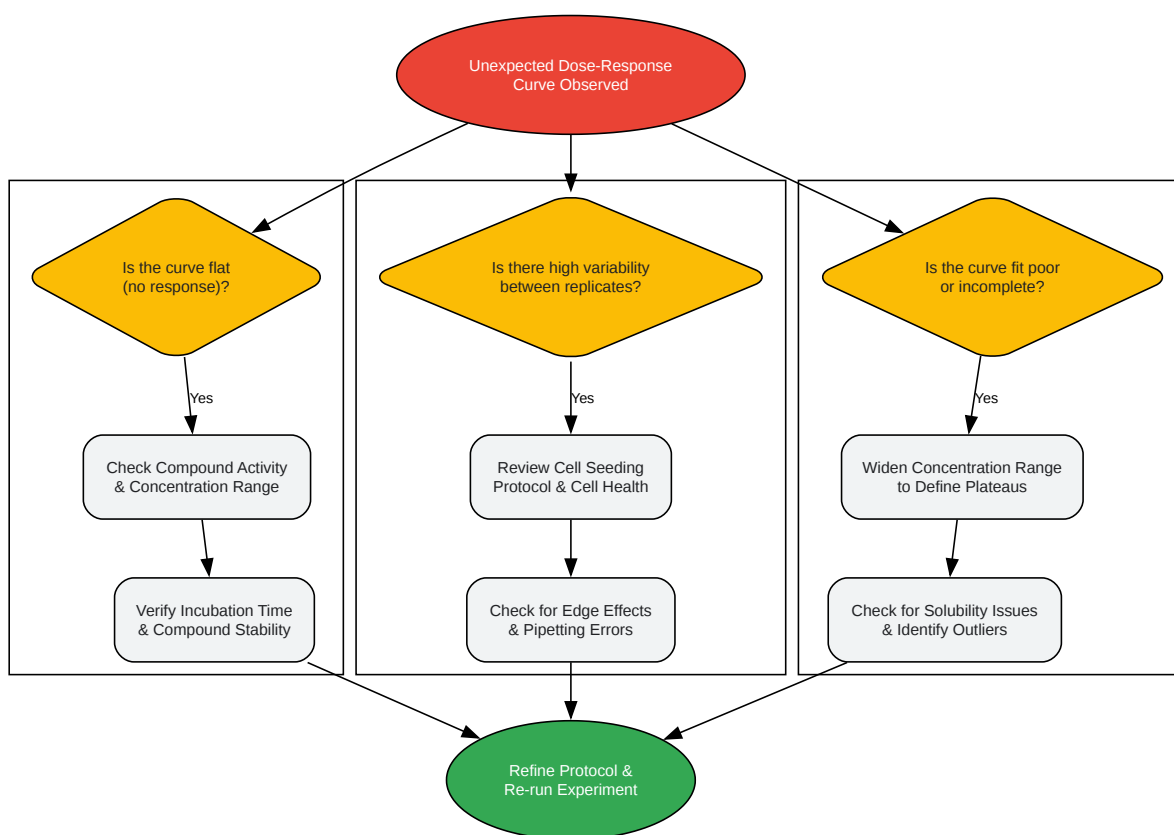 Unexpected Dose-Response
Curve Observed
Is the curve flat
(no response)?
Is there high variability
between replicates?
Is the curve fit poor
or incomplete?
Yes
Yes
Yes
Check Compound Activity
& Concentration Range
Review Cell Seeding
Protocol & Cell Health
Widen Concentration Range
to Define Plateaus
Verify Incubation Time
& Compound Stability
Check for Edge Effects
& Pipetting Errors
Check for Solubility Issues
& Identify Outliers
Refine Protocol &
Re-run Experiment